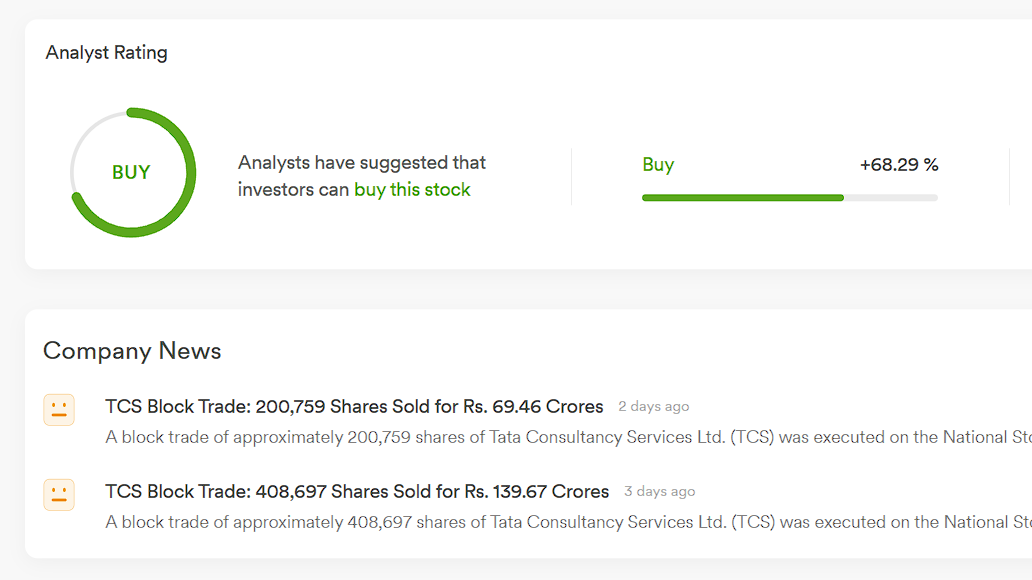 Analyst Rating
BUY
Analysts have suggested that
investors can buy this stock
Buy
+68.29 %
Company News
TCS Block Trade: 200,759 Shares Sold for Rs. 69.46 Crores 2 days ago
A block trade of approximately 200,759 shares of Tata Consultancy Services Ltd. (TCS) was executed on the National
TCS Block Trade: 408,697 Shares Sold for Rs. 139.67 Crores 3 days ago
A block trade of approximately 408,697 shares of Tata Consultancy Services Ltd. (TCS) was executed on the National